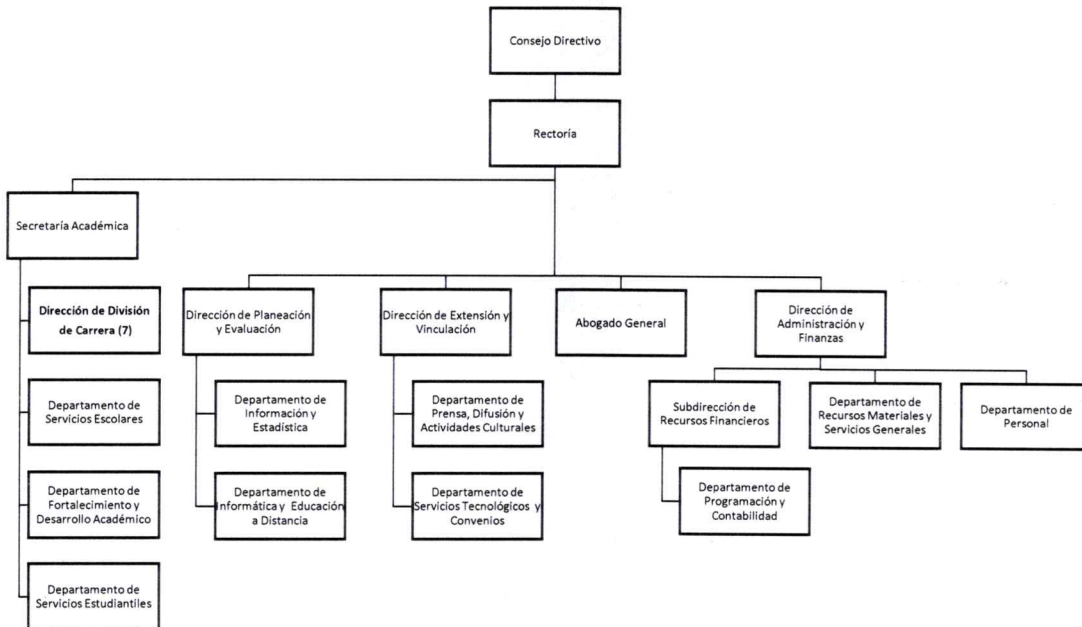 Consejo Directivo
Rectoría
Secretaría Académica
Dirección de División
de Carrera (7)
Departamento de
Servicios Escolares
Departamento de
Fortalecimiento y
Desarrollo Académico
Departamento de
Servicios Estudiantiles
Dirección de Planeación
y Evaluación
Departamento de
Información y
Estadística
Departamento de
Informática y Educación
a Distancia
Dirección de Extensión y
Vinculación
Departamento de
Prensa, Difusión y
Actividades Culturales
Departamento de
Servicios Tecnológicos y
Convenios
Abogado General
Dirección de
Administración y
Finanzas
Subdirección de
Recursos Financieros
Departamento de
Programación y
Contabilidad
Departamento de
Recursos Materiales y
Servicios Generales
Departamento de
Personal